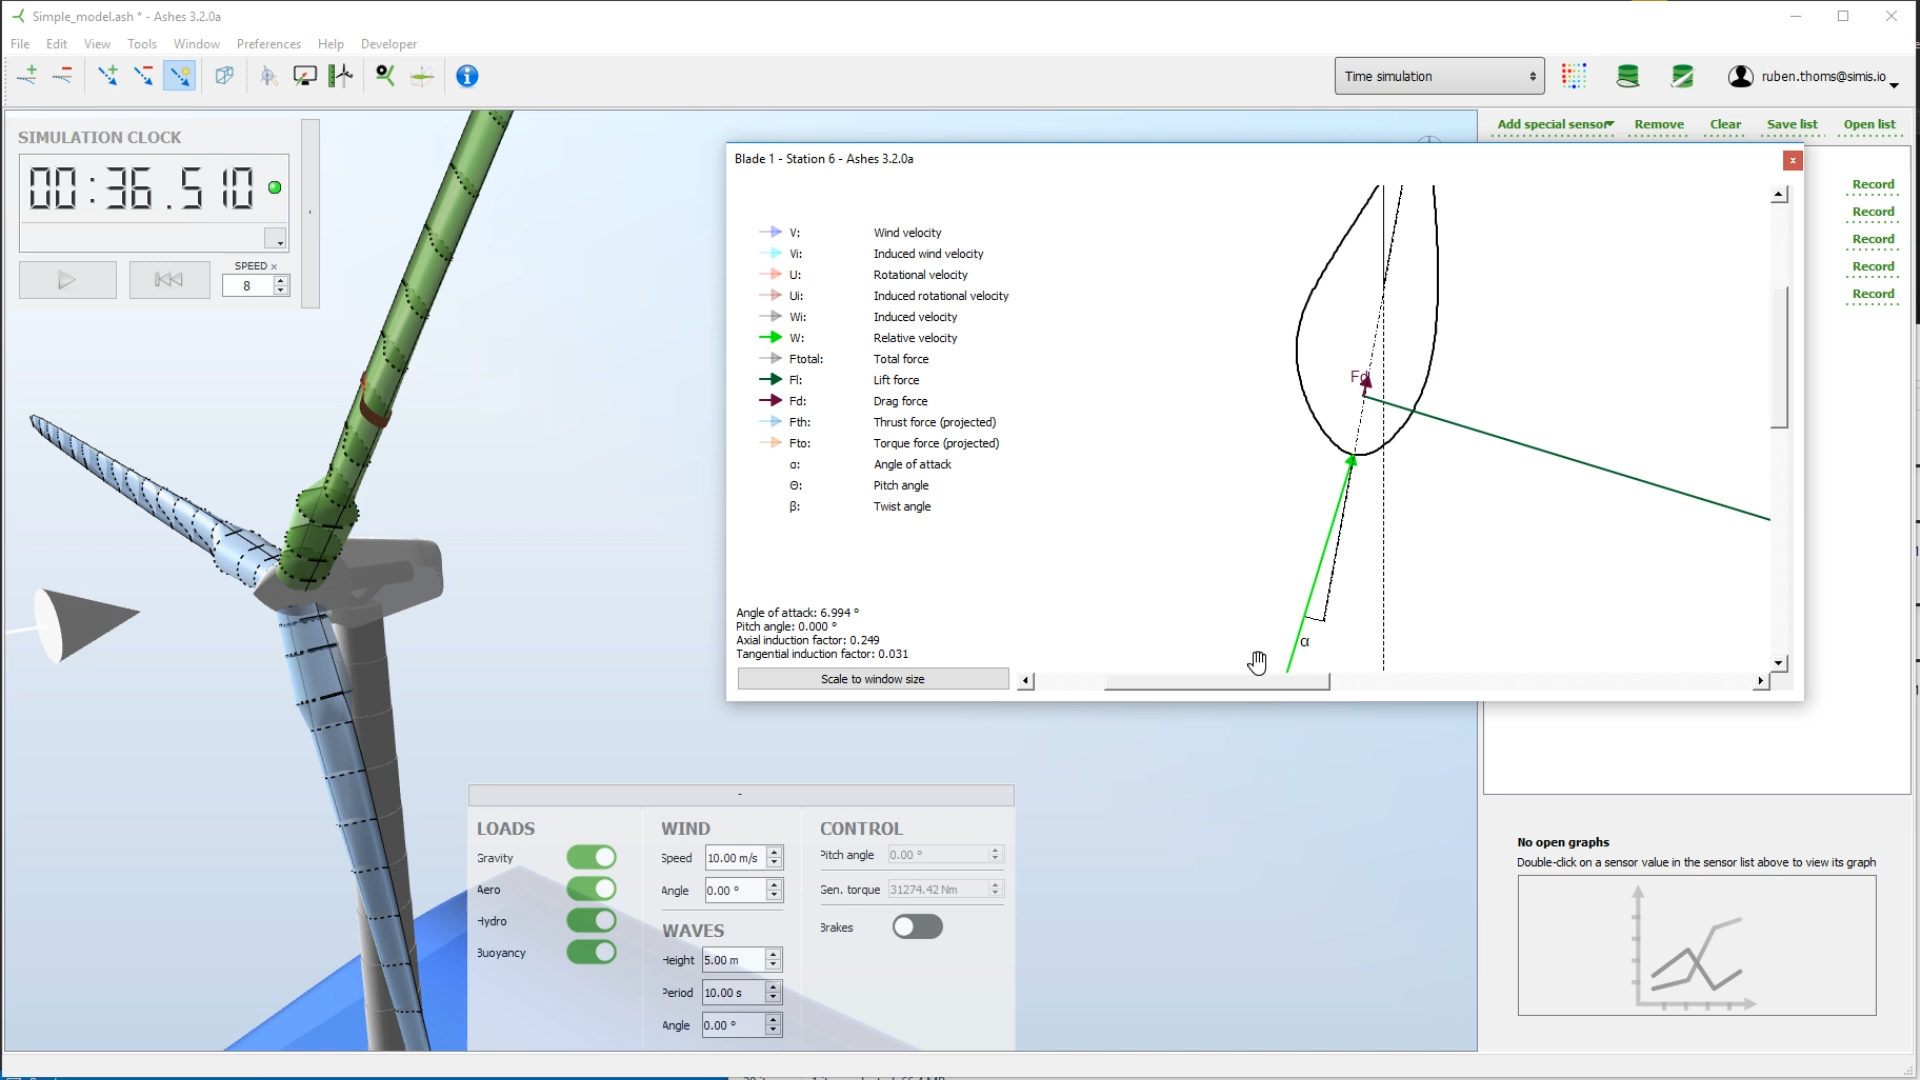 Simple_model.ash * - Ashes 3.2.0a
File Edit View Tools Window Preferences Help Developer
Time simulation
ruben.thoms@simis.io
SIMULATION CLOCK
00:36.510
SPEED x
8
Add special sensor Remove Clear Save list Open list
Record
Record
Record
Record
Record
Blade 1 - Station 6 - Ashes 3.2.0a
V: Wind velocity
Vi: Induced wind velocity
U: Rotational velocity
Ui: Induced rotational velocity
Wi: Induced velocity
W: Relative velocity
Ftotal: Total force
Fl: Lift force
Fd: Drag force
Fth: Thrust force (projected)
Fto: Torque force (projected)
α: Angle of attack
Θ: Pitch angle
β: Twist angle
Fd
α
Angle of attack: 6.994 °
Pitch angle: 0.000 °
Axial induction factor: 0.249
Tangential induction factor: 0.031
Scale to window size
LOADS
Gravity
Aero
Hydro
Buoyancy
WIND
Speed 10.00 m/s
Angle 0.00 °
WAVES
Height 5.00 m
Period 10.00 s
Angle 0.00 °
CONTROL
Pitch angle 0.00 °
Gen. torque 31274.42 Nm
Brakes
No open graphs
Double-click on a sensor value in the sensor list above to view its graph